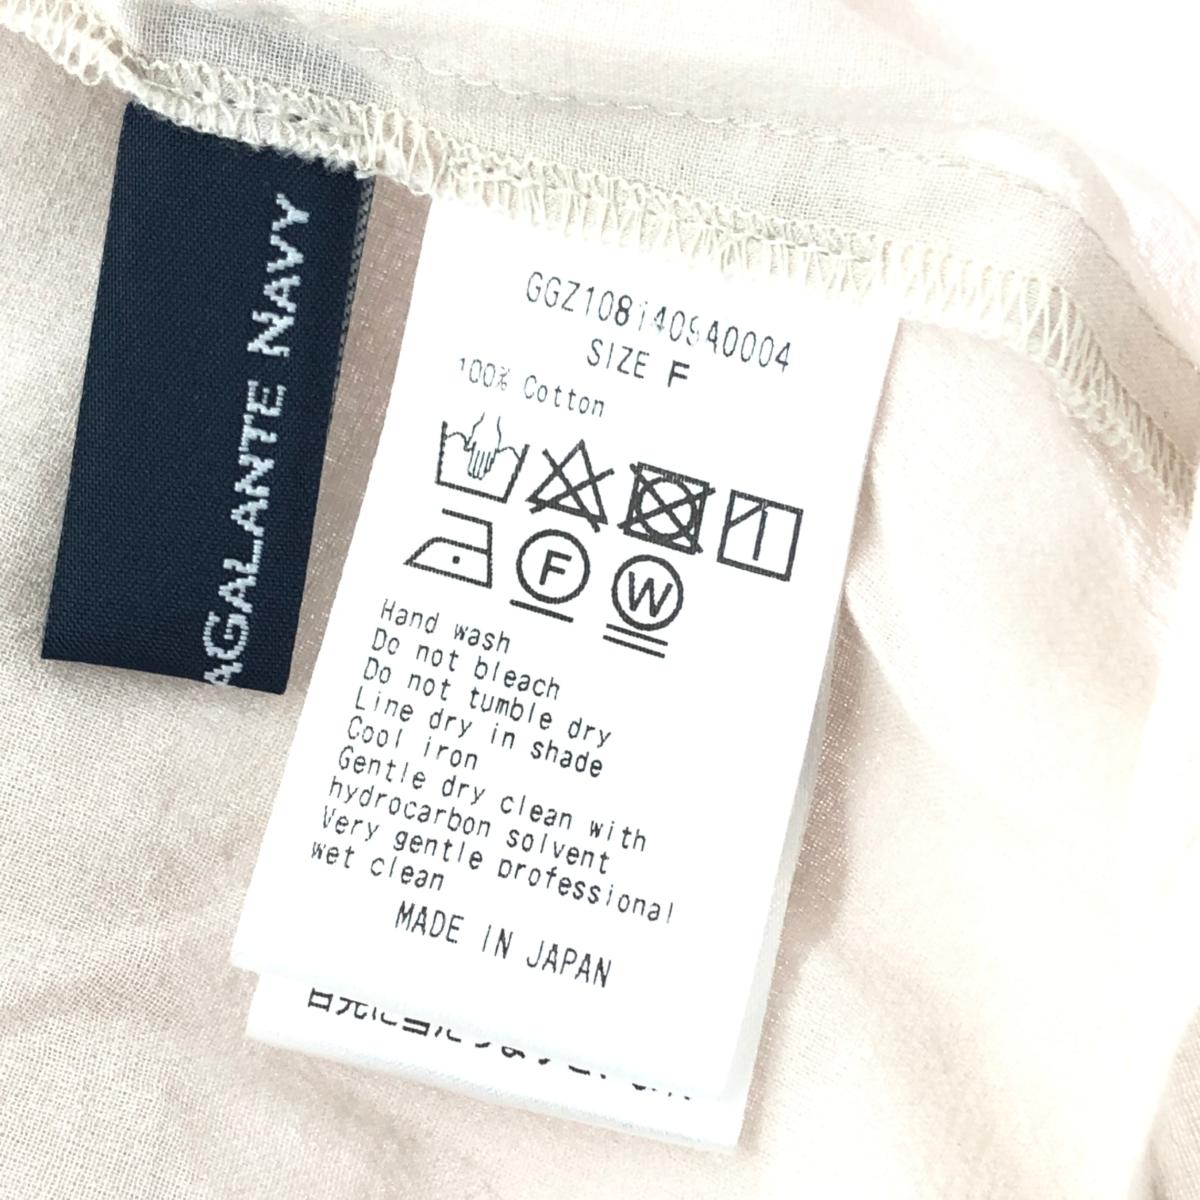 AGALANTE NAVY
GGZ1081409A0004
SIZE F
100% Cotton
F
W
Hand wash
Do not bleach
Do not tumble dry
Line dry in shade
Cool iron
Gentle dry clean with
hydrocarbon solvent
Very gentle professional
wet clean
MADE IN JAPAN